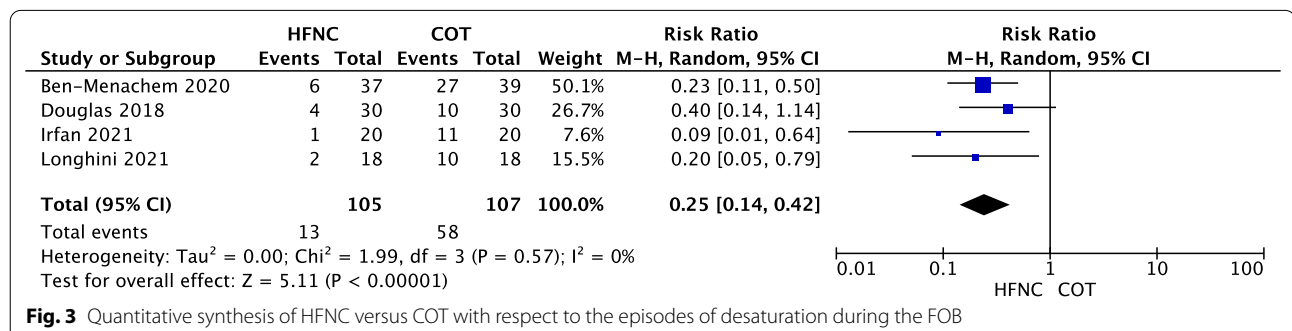 HFNC COT Risk Ratio Risk Ratio
Study or Subgroup Events Total Events Total Weight M-H, Random, 95% CI M-H, Random, 95% CI
Ben-Menachem 2020 6 37 27 39 50.1% 0.23 [0.11, 0.50]
Douglas 2018 4 30 10 30 26.7% 0.40 [0.14, 1.14]
Irfan 2021 1 20 11 20 7.6% 0.09 [0.01, 0.64]
Longhini 2021 2 18 10 18 15.5% 0.20 [0.05, 0.79]
Total (95% CI) 105 107 100.0% 0.25 [0.14, 0.42]
Total events 13 58
Heterogeneity: Tau² = 0.00; Chi² = 1.99, df = 3 (P = 0.57); I² = 0%
Test for overall effect: Z = 5.11 (P < 0.00001)
0.01 0.1 1 10 100
HFNC COT
Fig. 3 Quantitative synthesis of HFNC versus COT with respect to the episodes of desaturation during the FOB